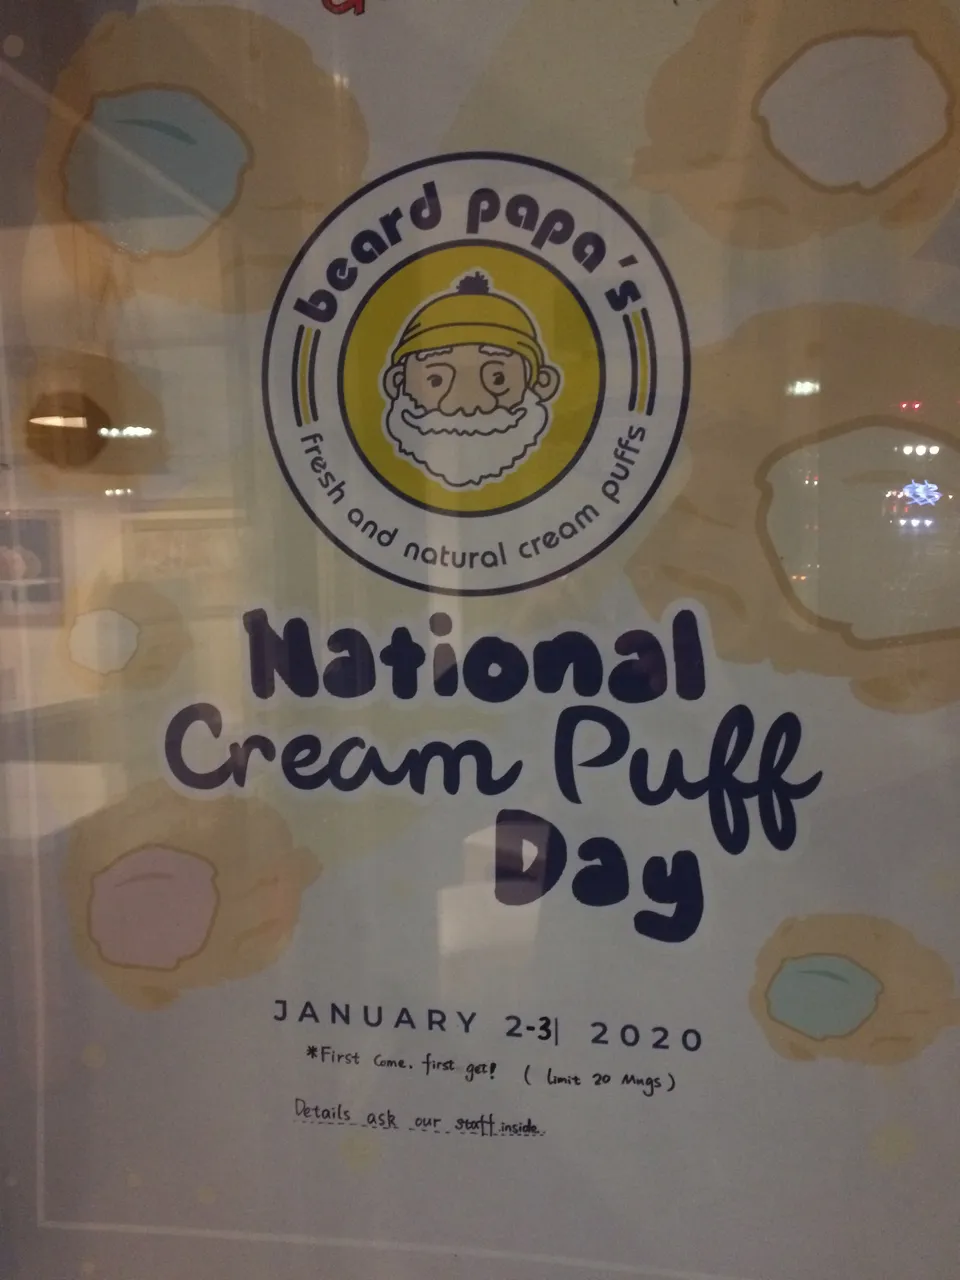 beard papa's
fresh and natural cream puffs
National
Cream Puff
Day
JANUARY 2-3| 2020
*First come. first get! ( limit 20 Mugs )
Details ask our staff inside.